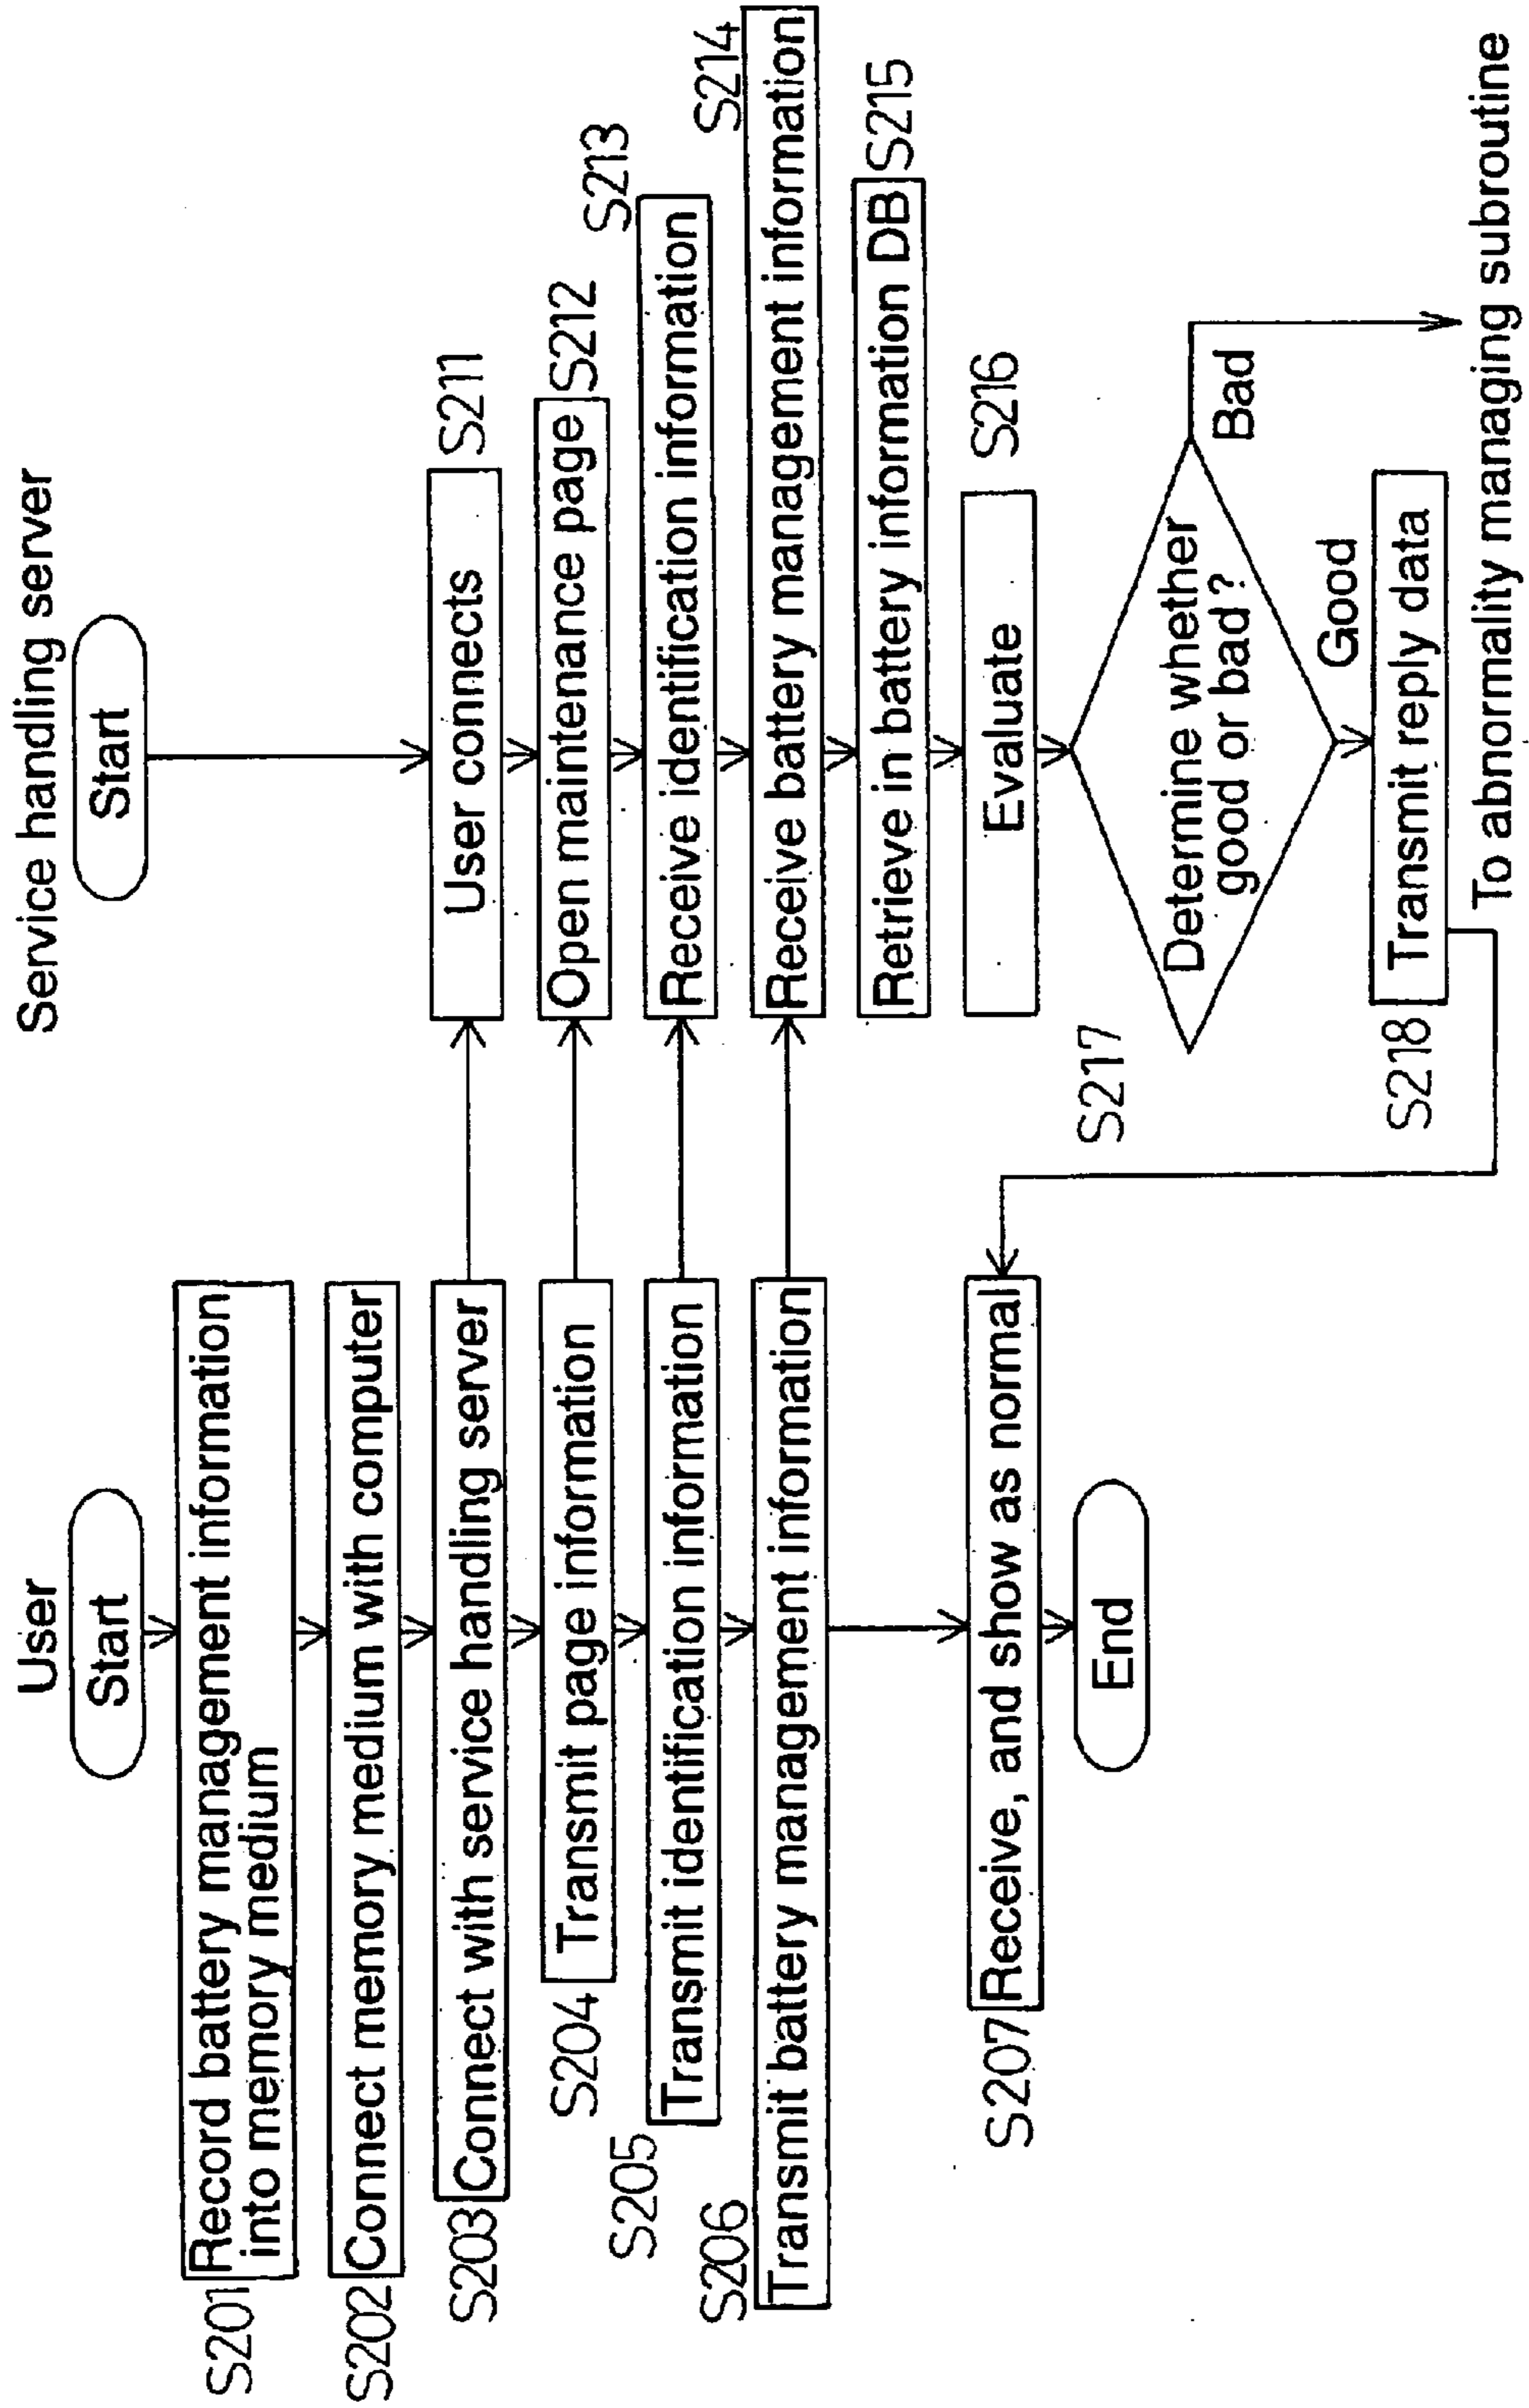 User
Start
S201
Record battery management information
into memory medium
S202
Connect memory medium with computer
S203
Connect with service handling server
S204
Transmit page information
S205
Transmit identification information
S206
Transmit battery management information
S207
Receive, and show as normal
End
Service handling server
Start
User connects
S211
Open maintenance page
S212
Receive identification information
S213
Receive battery management information
S214
Retrieve in battery information DB
S215
Evaluate
S216
S217
Determine whether
good or bad?
Bad
Good
S218
Transmit reply data
To abnormality managing subroutine